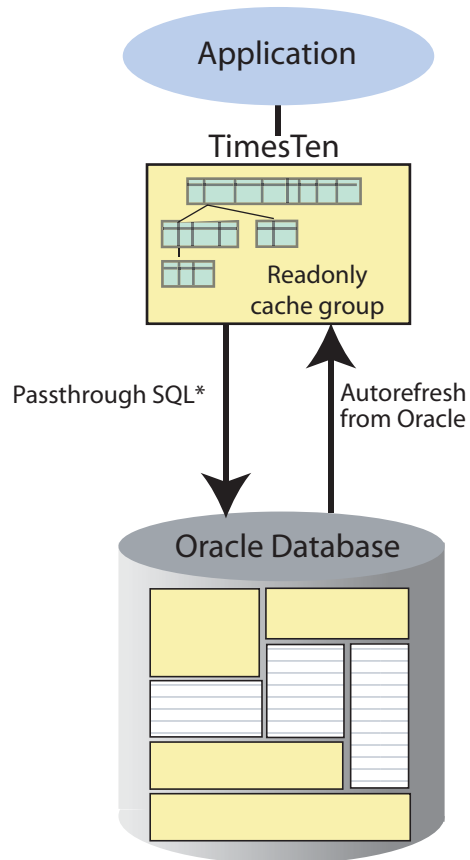 Application
TimesTen
Readonly
cache group
Passthrough SQL*
Autorefresh
from Oracle
Oracle Database